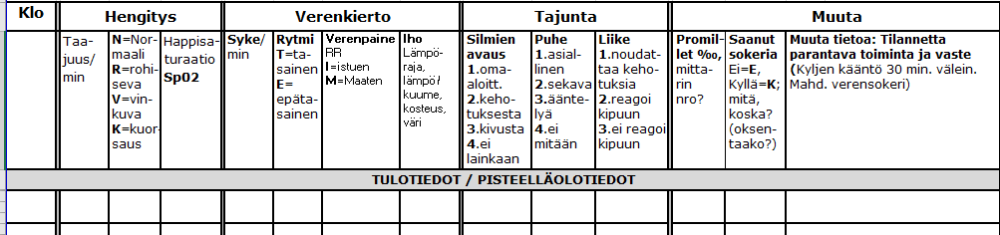 Klo
Hengitys
Verenkierto
Tajunta
Muuta
Taa-
juus/
min
N=Nor-
maali
R=rohi-
seva
V=vin-
kuva
K=kuor-
saus
Happisa-
turaatio
Sp02
Syke/
min
Rytmi
T=ta-
sainen
E=
epäta-
sainen
Verenpaine
RR
I=istuen
M=Maaten
Iho
Lämpö-
raja,
lämpö/
kuume,
kosteus,
väri
Silmien
avaus
1.oma-
aloitt.
2.keho-
tuksesta
3.kivusta
4.ei
lainkaan
Puhe
1.asial-
linen
2.sekava
3.äänte-
lyä
4.ei
mitään
Liike
1.noudat-
taa keho-
tuksia
2.reagoi
kipuun
3.ei reagoi
kipuun
Promil-
let ‰,
mitta-
rin
nro?
Saanut
sokeria
Ei=E,
Kyllä=K;
mitä,
koska?
(oksen-
taako?)
Muuta tietoa: Tilannetta
parantava toiminta ja vaste
(Kyljen kääntö 30 min. välein.
Mahd. verensokeri)
TULOTIEDOT / PISTEELLÄOLOTIEDOT